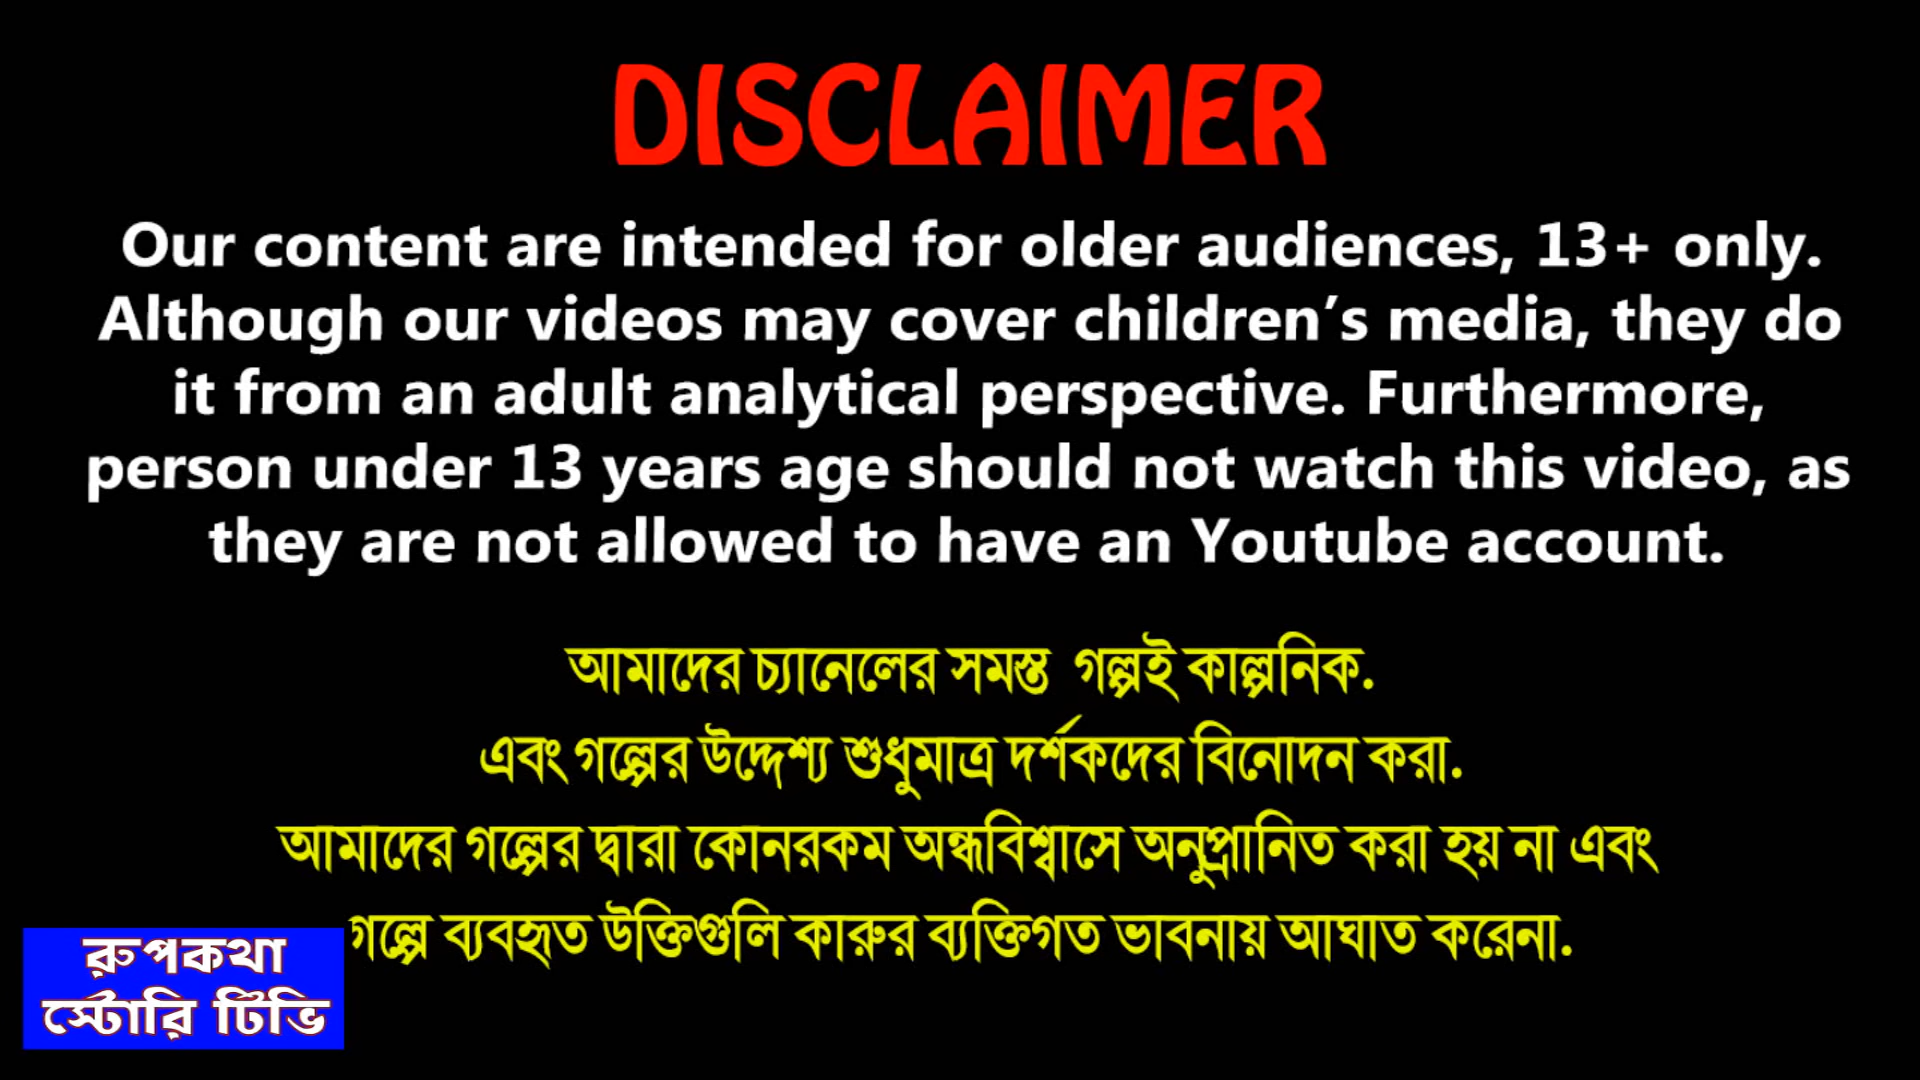 DISCLAIMER
Our content are intended for older audiences, 13+ only.
Although our videos may cover children’s media, they do
it from an adult analytical perspective. Furthermore,
person under 13 years age should not watch this video, as
they are not allowed to have an Youtube account.
আমাদের চ্যানেলের সমস্ত গল্পই কাল্পনিক.
এবং গল্পের উদ্দেশ্য শুধুমাত্র দর্শকদের বিনোদন করা.
আমাদের গল্পের দ্বারা কোনরকম অন্ধবিশ্বাসে অনুপ্রানিত করা হয় না এবং
গল্পে ব্যবহৃত উক্তিগুলি কারুর ব্যক্তিগত ভাবনায় আঘাত করেনা.
রুপকথা
স্টোরি টিভি